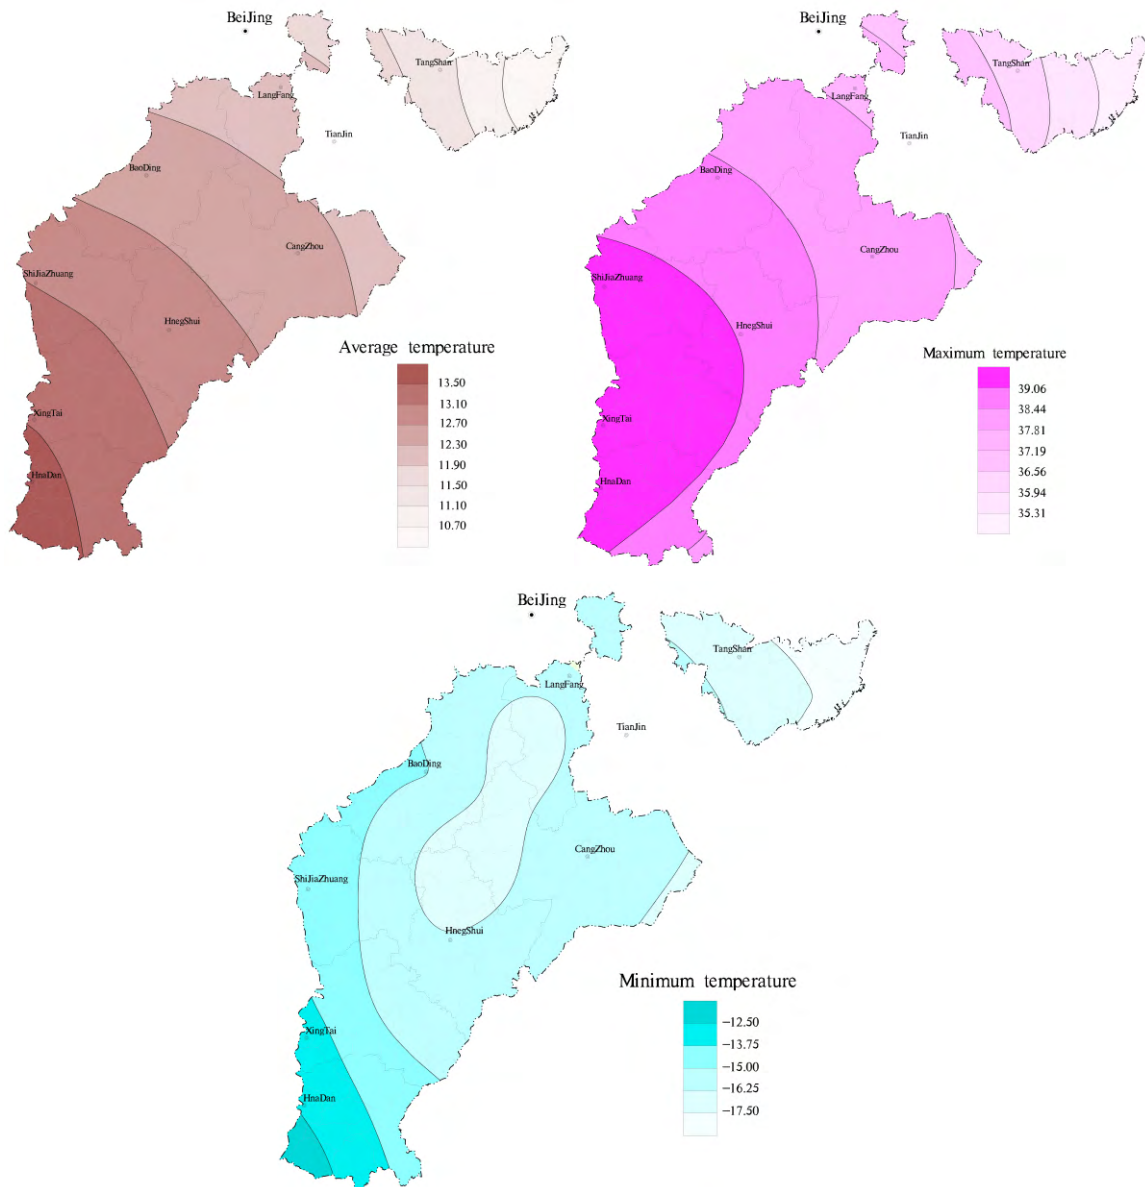 BeiJing
TangShan
LangFang
TianJin
BaoDing
CangZhou
ShiJiaZhuang
HnegShui
XingTai
HnaDan
Average temperature
13.50
13.10
12.70
12.30
11.90
11.50
11.10
10.70
BeiJing
TangShan
LangFang
TianJin
BaoDing
CangZhou
ShiJiaZhuang
HnegShui
XingTai
HnaDan
Maximum temperature
39.06
38.44
37.81
37.19
36.56
35.94
35.31
BeiJing
TangShan
LangFang
TianJin
BaoDing
CangZhou
ShiJiaZhuang
HnegShui
XingTai
HnaDan
Minimum temperature
−12.50
−13.75
−15.00
−16.25
−17.50